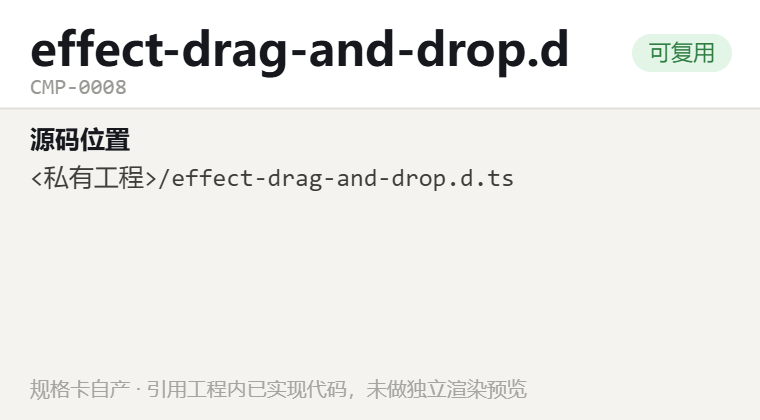 effect-drag-and-drop.d
可复用
CMP-0008
源码位置
<私有工程>/effect-drag-and-drop.d.ts
规格卡自产 · 引用工程内已实现代码，未做独立渲染预览